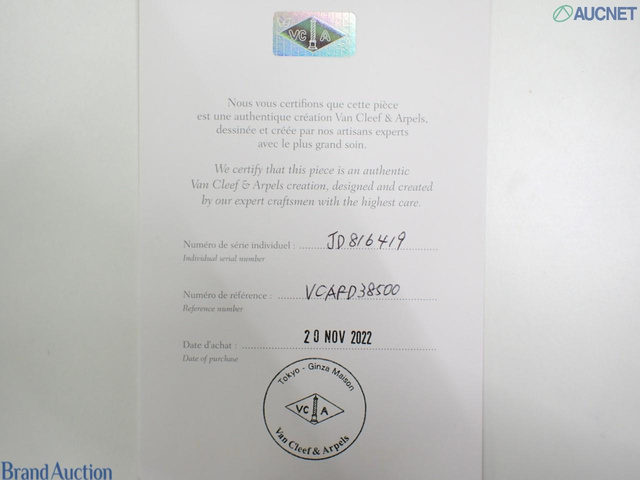 AUCNET
VC A
Nous vous certifions que cette pièce
est une authentique création Van Cleef & Arpels,
dessinée et créée par nos artisans experts
avec le plus grand soin.
We certify that this piece is an authentic
Van Cleef & Arpels creation, designed and created
by our expert craftsmen with the highest care.
Numéro de série individuel : JD816419
Individual serial number
Numéro de référence : VCARD38500
Reference number
Date d'achat : 20 NOV 2022
Date of purchase
Tokyo - Ginza Maison
VC A
Van Cleef & Arpels
Brand Auction